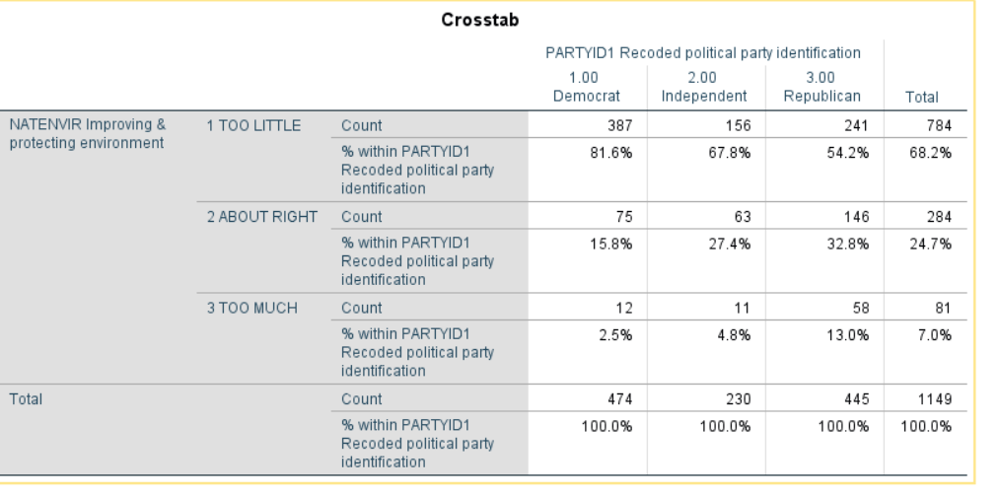 Crosstab
PARTYID1 Recoded political party identification
1.00 2.00 3.00
Democrat Independent Republican Total
NATENVIR Improving & 1 TOO LITTLE Count 387 156 241 784
protecting environment
% within PARTYID1 81.6% 67.8% 54.2% 68.2%
Recoded political party
identification
2 ABOUT RIGHT Count 75 63 146 284
% within PARTYID1 15.8% 27.4% 32.8% 24.7%
Recoded political party
identification
3 TOO MUCH Count 12 11 58 81
% within PARTYID1 2.5% 4.8% 13.0% 7.0%
Recoded political party
identification
Total Count 474 230 445 1149
% within PARTYID1 100.0% 100.0% 100.0% 100.0%
Recoded political party
identification